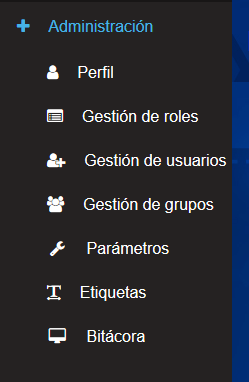 Administración
Perfil
Gestión de roles
Gestión de usuarios
Gestión de grupos
Parámetros
Etiquetas
Bitácora